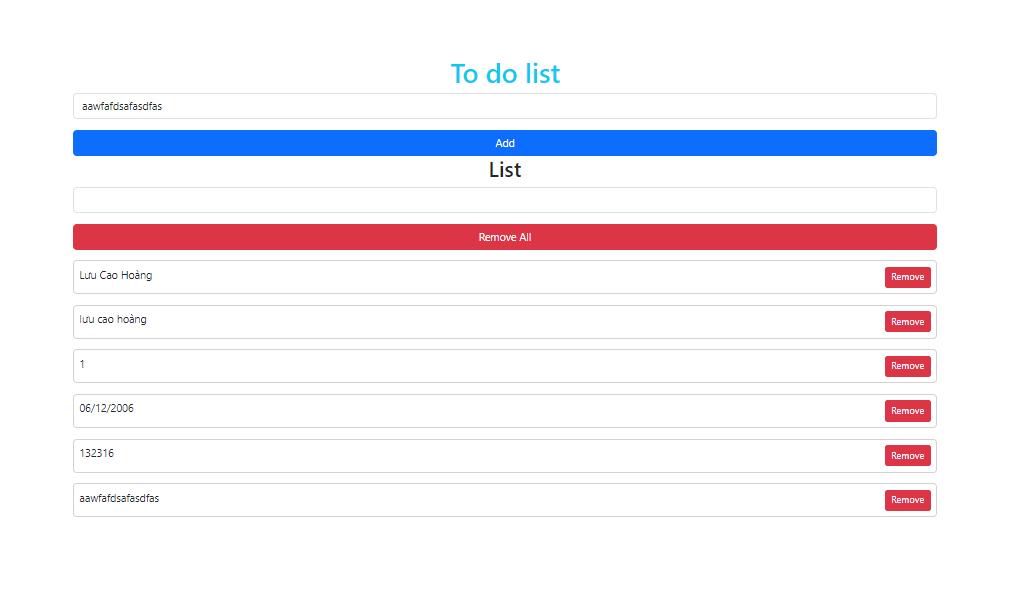 To do list
aawfafdsafasdfas
Add
List
Remove All
Lưu Cao Hoàng
Remove
lưu cao hoàng
Remove
1
Remove
06/12/2006
Remove
132316
Remove
aawfafdsafasdfas
Remove